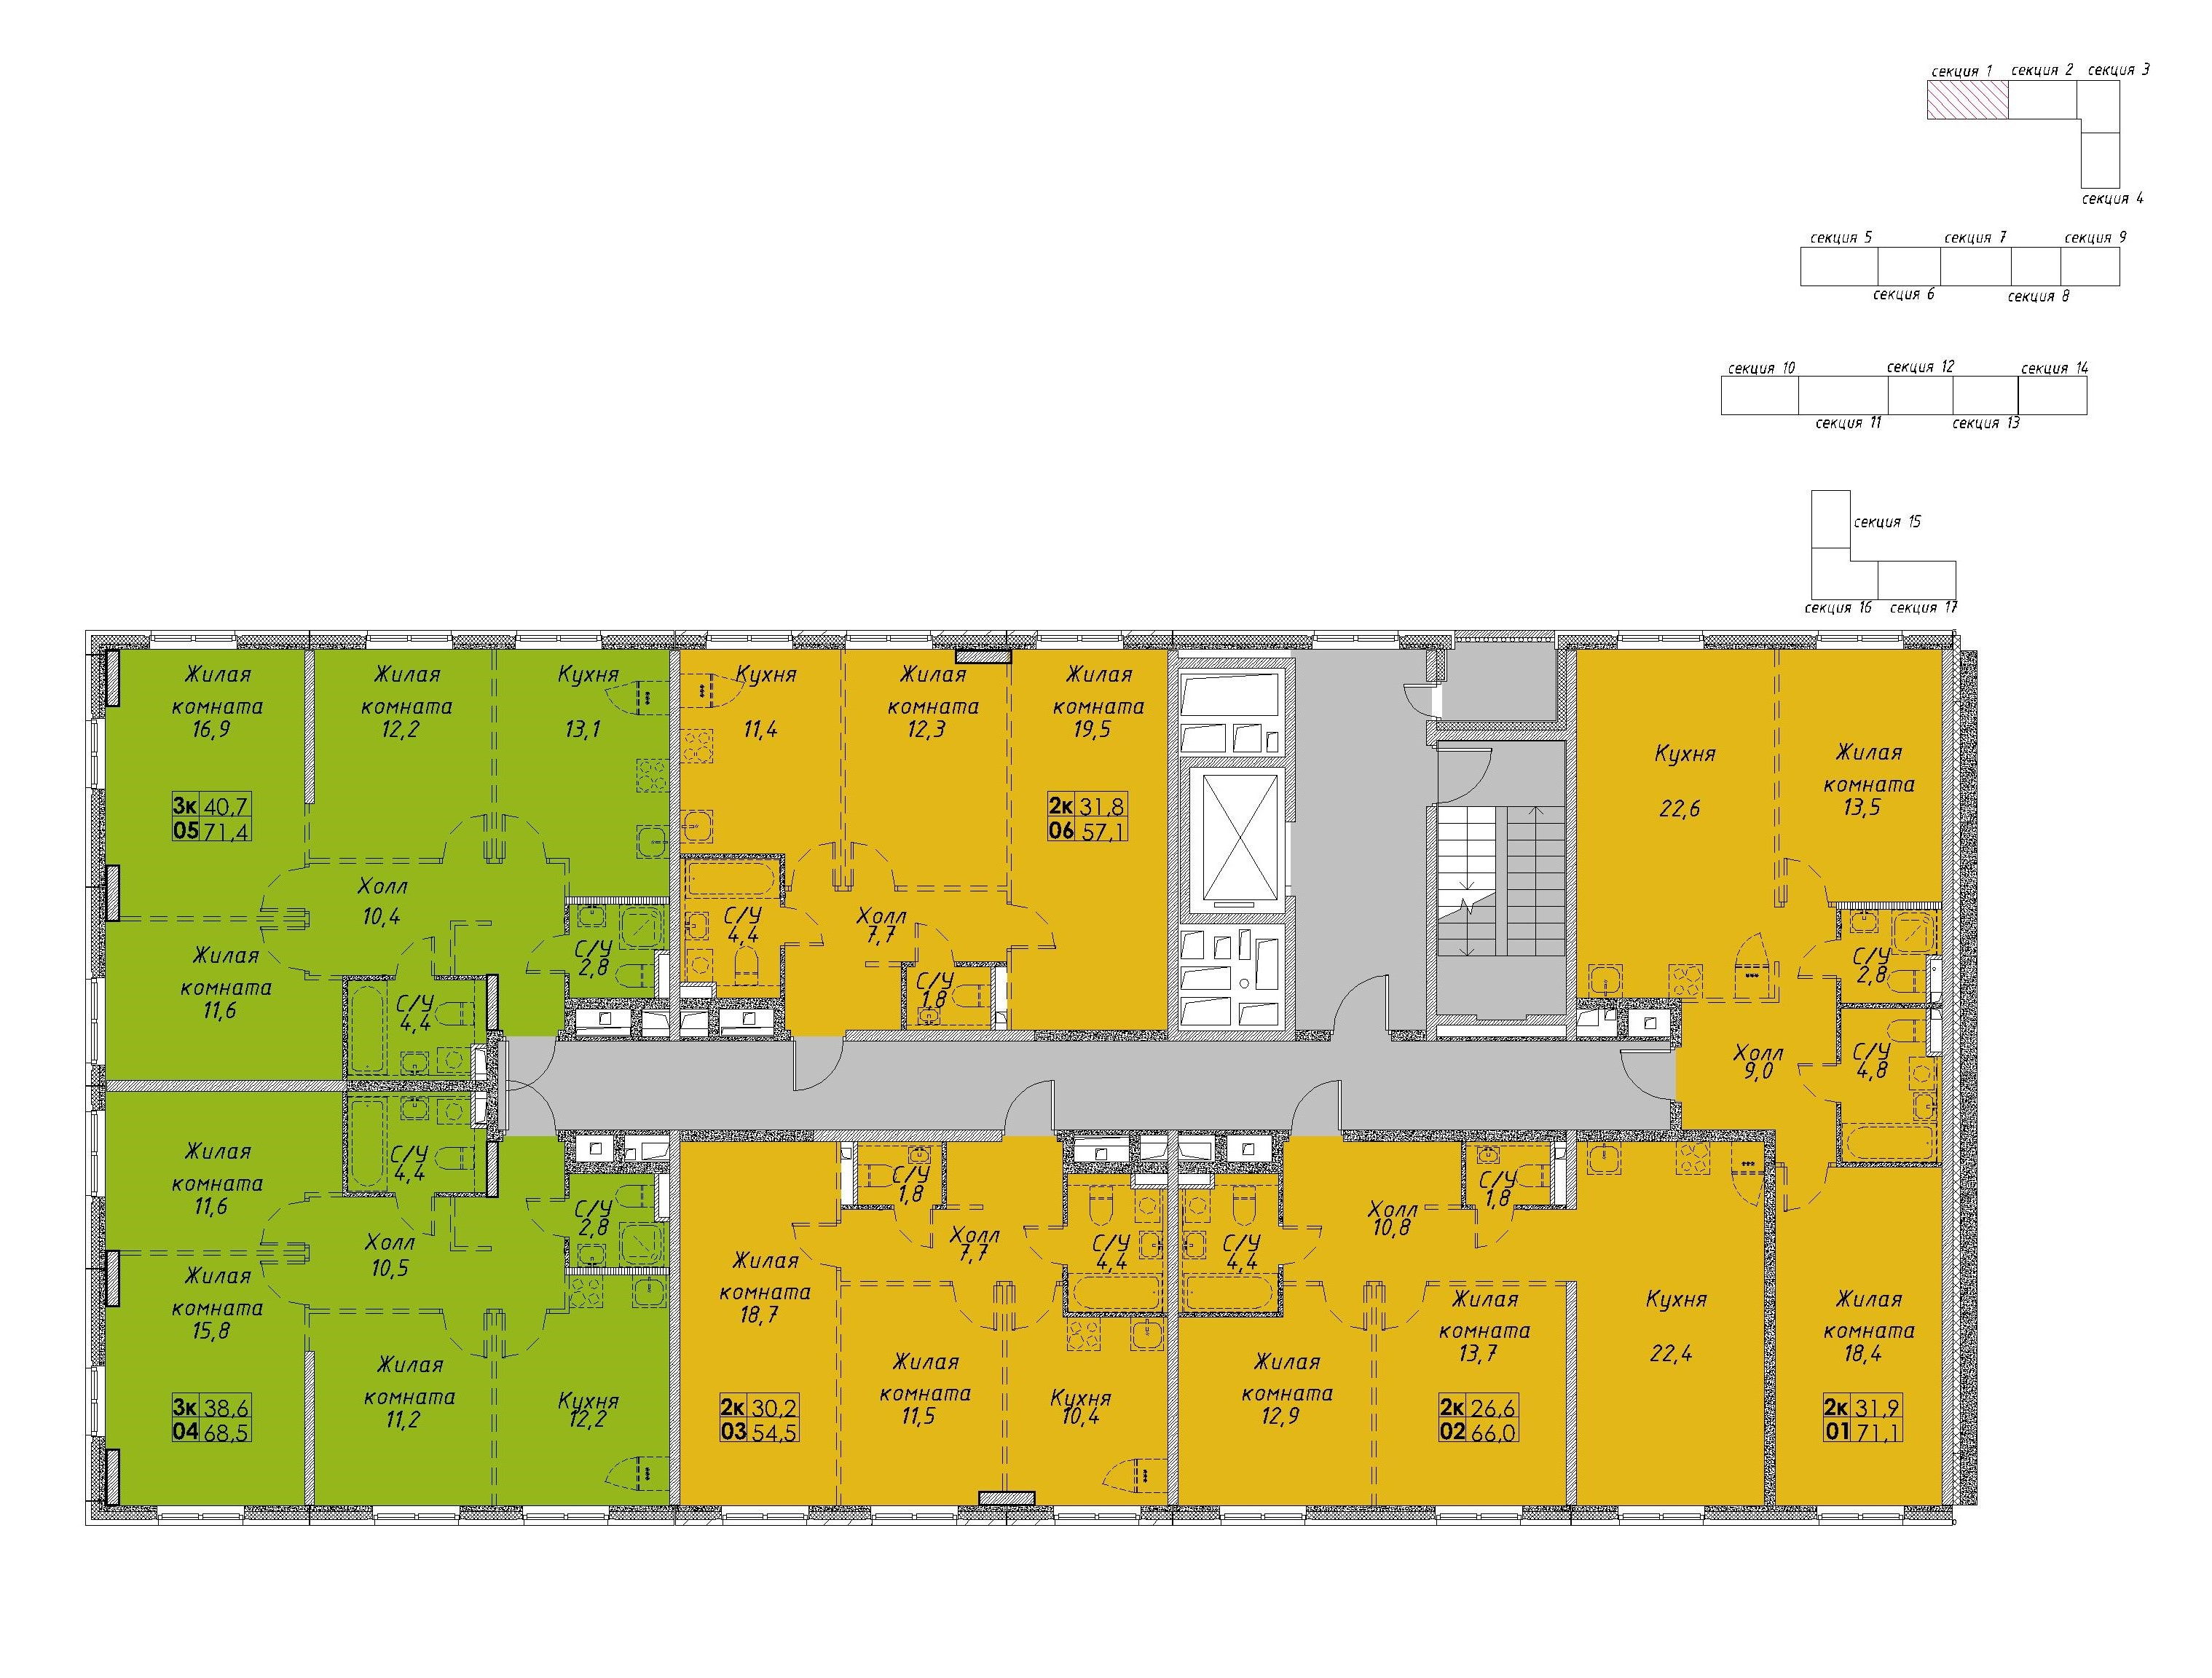 секция 1 секция 2 секция 3
секция 4
секция 5 секция 7 секция 9
секция 6 секция 8
секция 10 секция 12 секция 14
секция 11 секция 13
секция 15
секция 16 секция 17
Жилая
комната
16,9
Жилая
комната
12,2
Кухня
13,1
3к 40,7
05 71,4
Холл
10,4
С/У
2,8
Жилая
комната
11,6
С/У
4,4
Кухня
11,4
Жилая
комната
12,3
Жилая
комната
19,5
2к 31,8
06 57,1
С/У
4,4
Холл
7,7
С/У
1,8
Кухня
22,6
Жилая
комната
13,5
С/У
2,8
Холл
9,0
С/У
4,8
Жилая
комната
11,6
С/У
4,4
С/У
2,8
Холл
10,5
Жилая
комната
15,8
Жилая
комната
11,2
Кухня
12,2
3к 38,6
04 68,5
С/У
1,8
Холл
7,7
С/У
4,4
Жилая
комната
18,7
Жилая
комната
11,5
Кухня
10,4
2к 30,2
03 54,5
С/У
4,4
Холл
10,8
С/У
1,8
Жилая
комната
12,9
Жилая
комната
13,7
2к 26,6
02 66,0
Кухня
22,4
Жилая
комната
18,4
2к 31,9
01 71,1